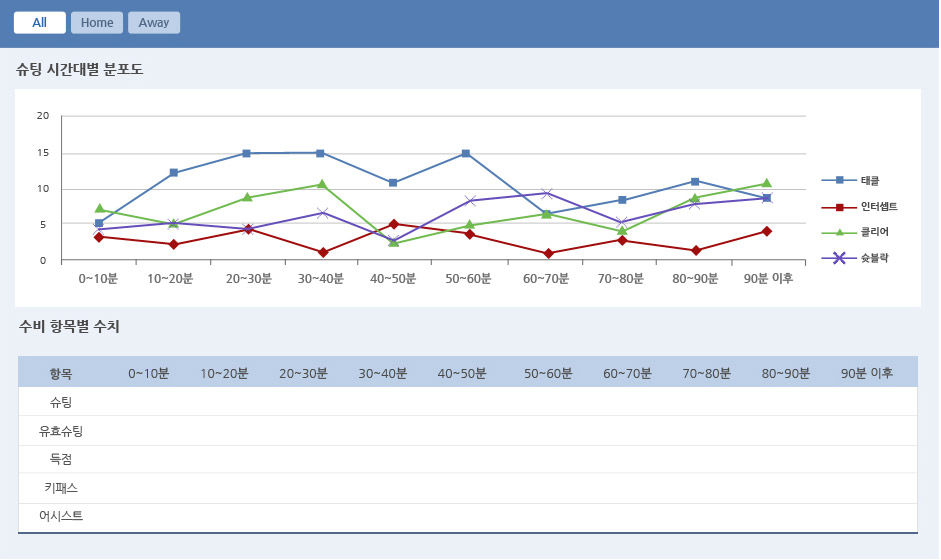 All Home Away
슈팅 시간대별 분포도
20
15
10
5
0
0~10분 10~20분 20~30분 30~40분 40~50분 50~60분 60~70분 70~80분 80~90분 90분 이후
태클
인터셉트
클리어
슛블락
수비 항목별 수치
항목 0~10분 10~20분 20~30분 30~40분 40~50분 50~60분 60~70분 70~80분 80~90분 90분 이후
슈팅
유효슈팅
득점
키패스
어시스트